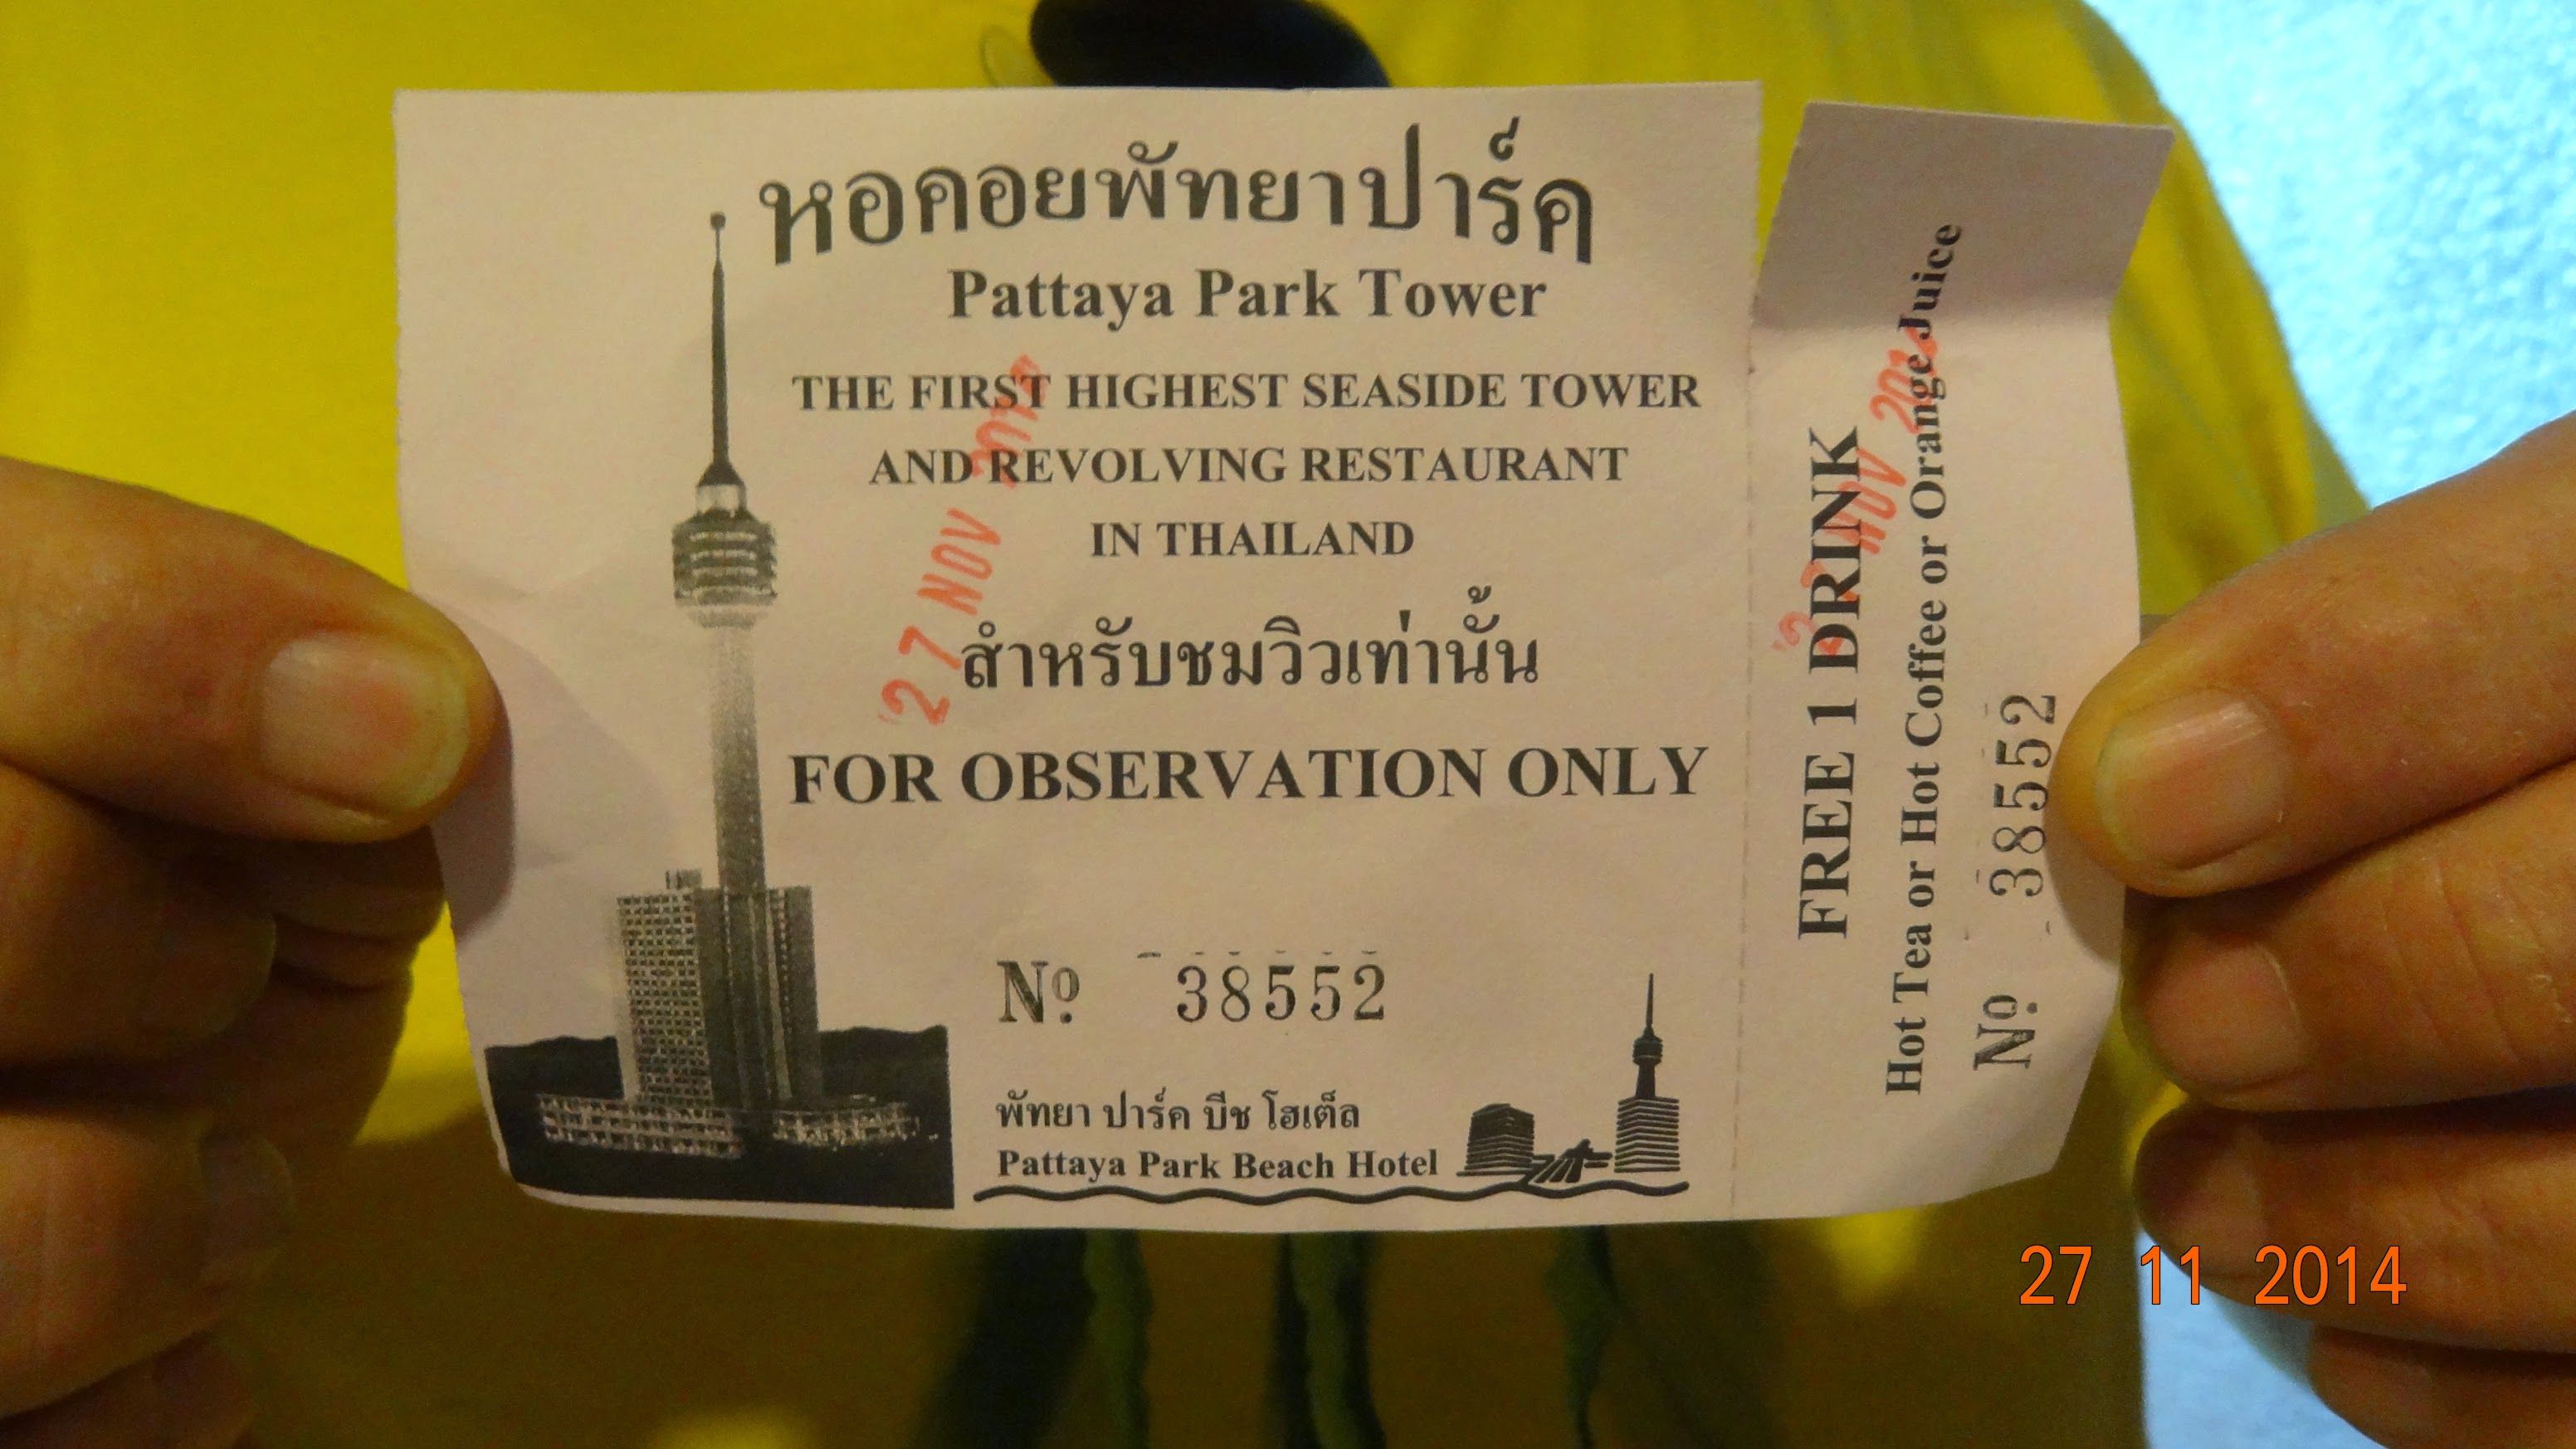 หอคอยพัทยาปาร์ค
Pattaya Park Tower
THE FIRST HIGHEST SEASIDE TOWER
AND REVOLVING RESTAURANT
IN THAILAND
27 NOV
สำหรับชมวิวเท่านั้น
FOR OBSERVATION ONLY
Nº 38552
พัทยา ปาร์ค บีช โฮเต็ล
Pattaya Park Beach Hotel
FREE 1 DRINK
Hot Tea or Hot Coffee or Orange Juice
NOV
Nº 38552
27 11 2014